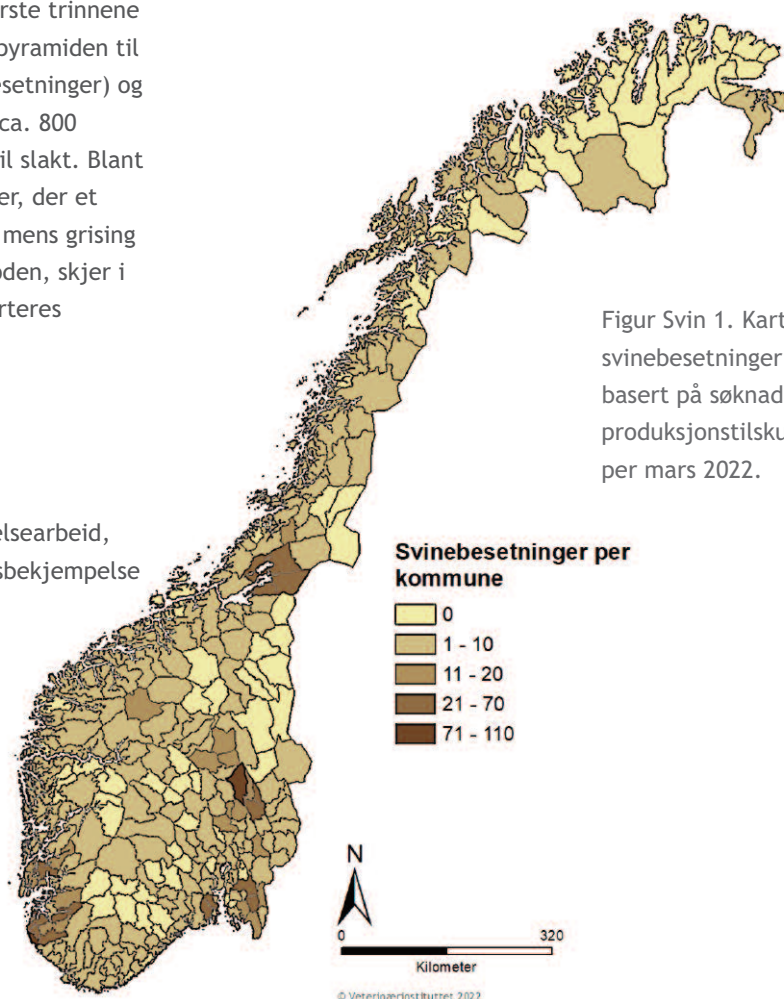 rste trinnene
pyramiden til
esetninger) og
ca. 800
il slakt. Blant
er, der et
mens grising
oden, skjer i
rteres
Figur Svin 1. Kart
svinebesetninger
basert på søknad
produksjonstilsku
per mars 2022.
elsearbeid,
sbekjempelse
Svinebesetninger per
kommune
0
1 - 10
11 - 20
21 - 70
71 - 110
N
0 320
Kilometer
© Veterinærinstituttet 2022